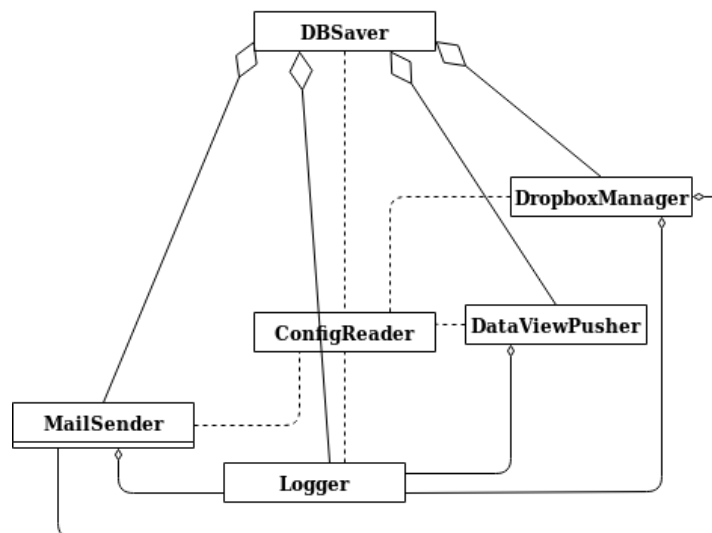 DBSaver
DropboxManager
ConfigReader
DataViewPusher
MailSender
Logger